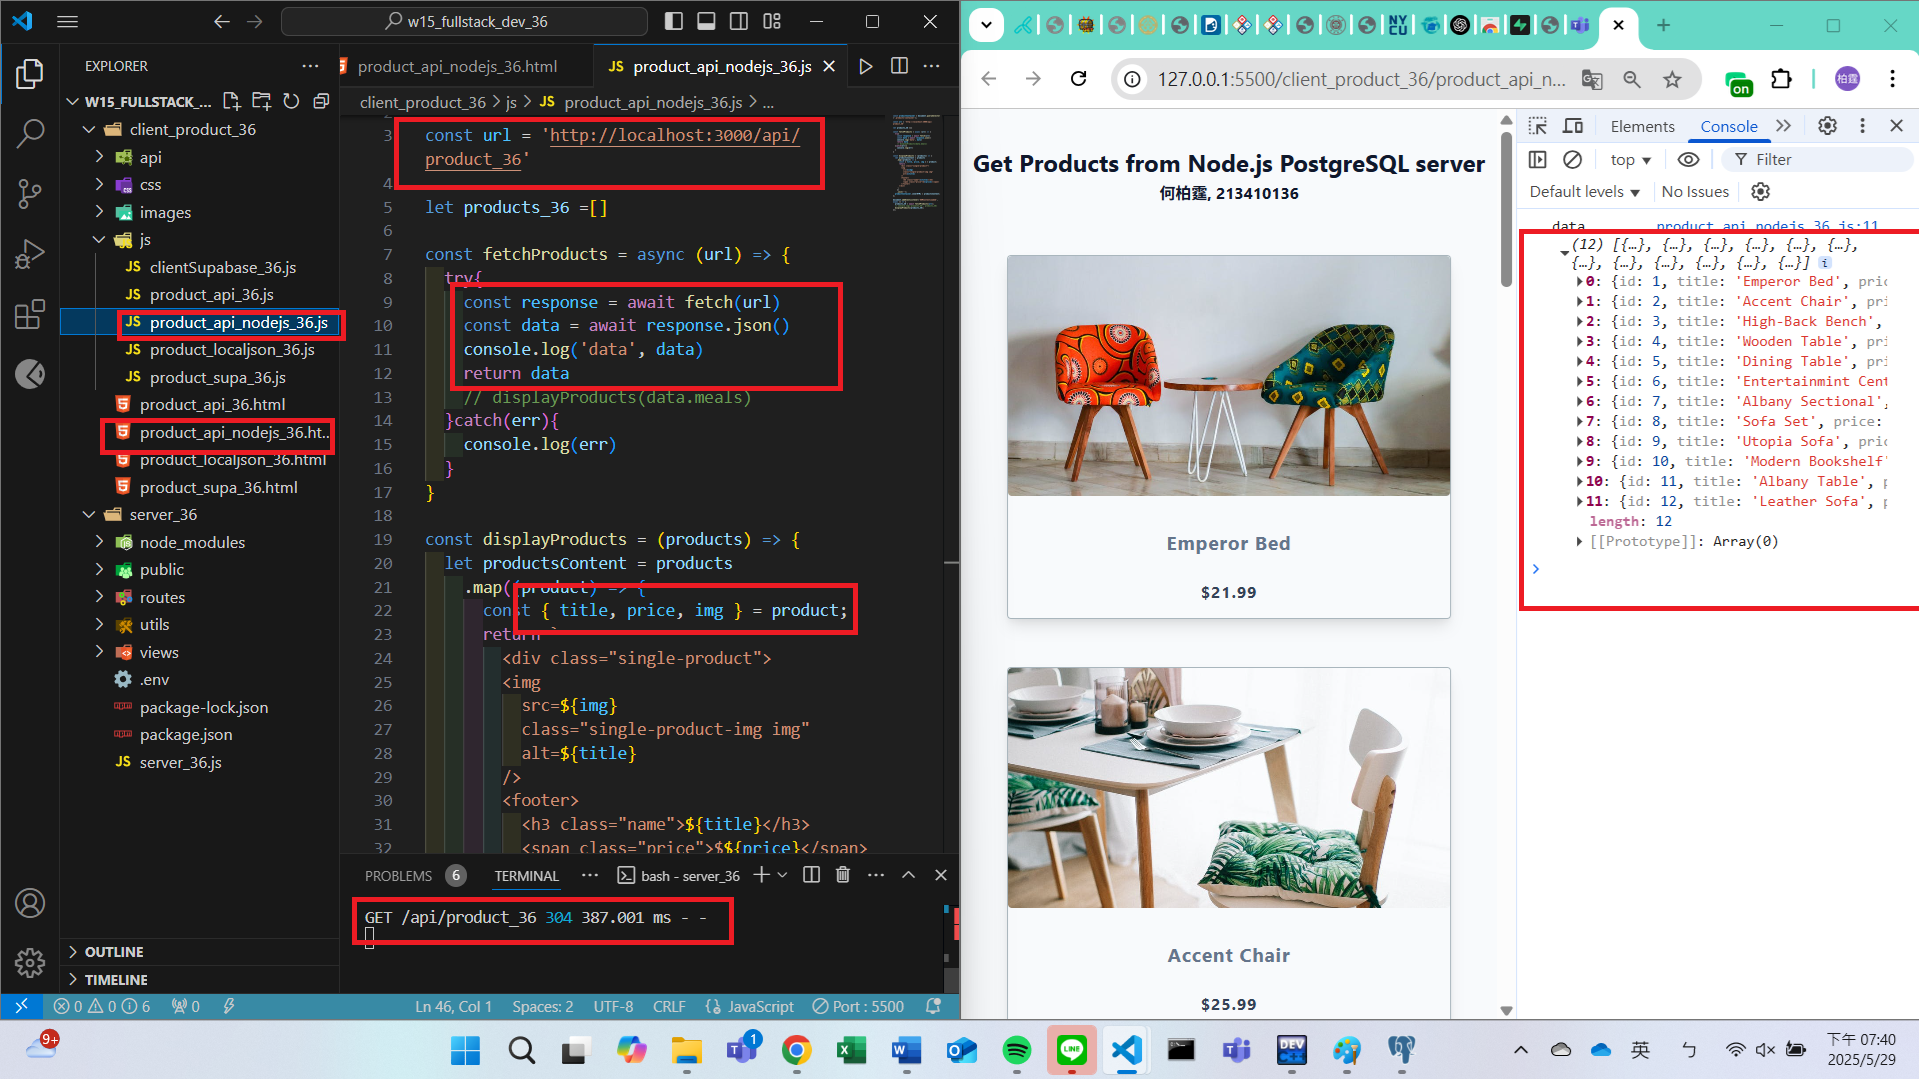 w15_fullstack_dev_36
EXPLORER
W15_FULLSTACK_...
client_product_36
api
css
images
js
clientSupabase_36.js
product_api_36.js
product_api_nodejs_36.js
product_localjson_36.js
product_supa_36.js
product_api_36.html
product_api_nodejs_36.ht...
product_localjson_36.html
product_supa_36.html
server_36
node_modules
public
routes
utils
views
.env
package-lock.json
package.json
server_36.js
OUTLINE
TIMELINE
product_api_nodejs_36.html
JS product_api_nodejs_36.js
client_product_36 > js > JS product_api_nodejs_36.js > ...
3 const url = 'http://localhost:3000/api/
product_36'
4
5 let products_36 =[]
6
7 const fetchProducts = async (url) => {
8 try{
9 const response = await fetch(url)
10 const data = await response.json()
11 console.log('data', data)
12 return data
13 // displayProducts(data.meals)
14 }catch(err){
15 console.log(err)
16 }
17 }
18
19 const displayProducts = (products) => {
20 let productsContent = products
21 .map((product) => {
22 const { title, price, img } = product;
23 return `
24 <div class="single-product">
25 <img
26 src=${img}
27 class="single-product-img img"
28 alt=${title}
29 />
30 <footer>
31 <h3 class="name">${title}</h3>
32 <span class="price">$${price}</span>
PROBLEMS 6 TERMINAL ... bash - server_36
GET /api/product_36 304 387.001 ms - -
0 0 6 0 Ln 46, Col 1 Spaces: 2 UTF-8 CRLF {} JavaScript Port : 5500
127.0.0.1:5500/client_product_36/product_api_n...
on
柏霆
Get Products from Node.js PostgreSQL server
何柏霆, 213410136
Emperor Bed
$21.99
Accent Chair
$25.99
Elements Console
top Filter
Default levels No Issues
data product_api_nodejs_36.js:11
(12) [{…}, {…}, {…}, {…}, {…}, {…},
{…}, {…}, {…}, {…}, {…}, {…}]
0: {id: 1, title: 'Emperor Bed', pric
1: {id: 2, title: 'Accent Chair', pri
2: {id: 3, title: 'High-Back Bench',
3: {id: 4, title: 'Wooden Table', pri
4: {id: 5, title: 'Dining Table', pri
5: {id: 6, title: 'Entertainmint Cent
6: {id: 7, title: 'Albany Sectional',
7: {id: 8, title: 'Sofa Set', price:
8: {id: 9, title: 'Utopia Sofa', pric
9: {id: 10, title: 'Modern Bookshelf'
10: {id: 11, title: 'Albany Table', p
11: {id: 12, title: 'Leather Sofa', p
length: 12
[[Prototype]]: Array(0)
9+
1
LINE
DEV
英
ㄅ
下午 07:40
2025/5/29